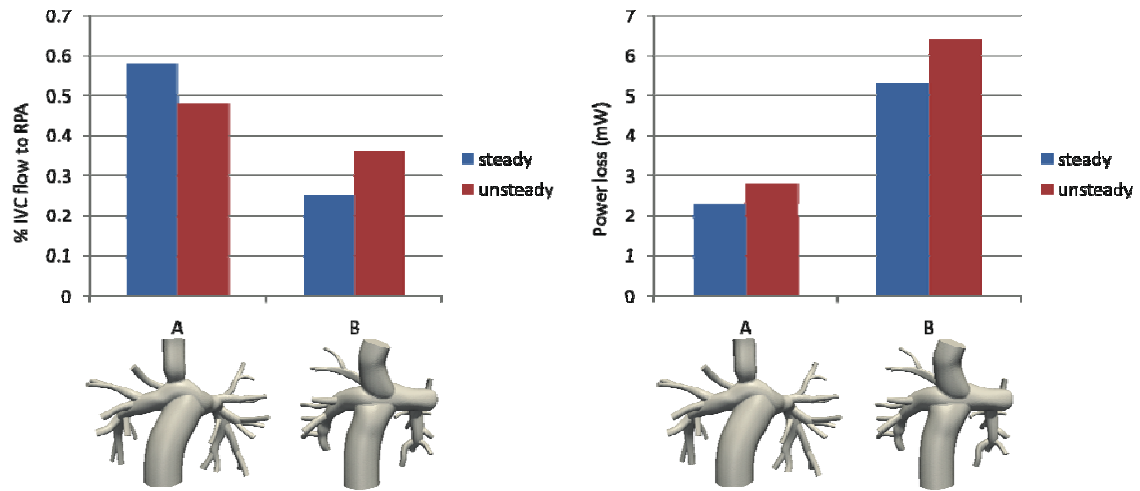 % IVC flow to RPA
0.7
0.6
0.5
0.4
0.3
0.2
0.1
0
A
B
steady
unsteady
Power loss (mW)
7
6
5
4
3
2
1
0
A
B
steady
unsteady